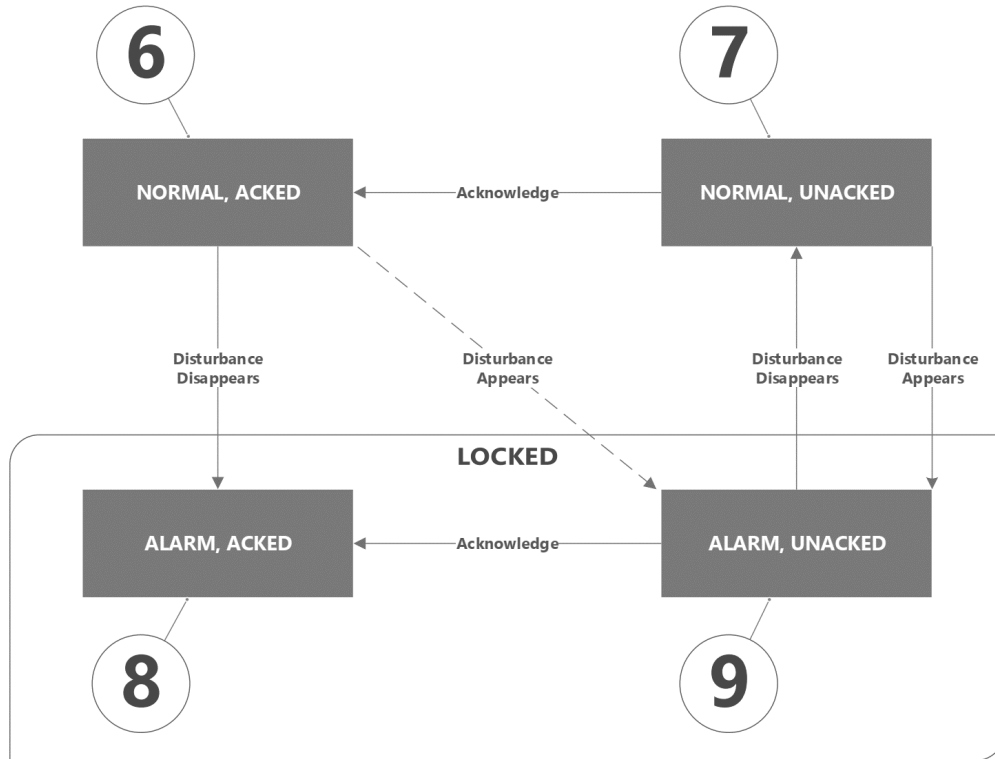 6
7
NORMAL, ACKED
Acknowledge
NORMAL, UNACKED
Disturbance
Disappears
Disturbance
Appears
Disturbance
Disappears
Disturbance
Appears
LOCKED
ALARM, ACKED
Acknowledge
ALARM, UNACKED
8
9